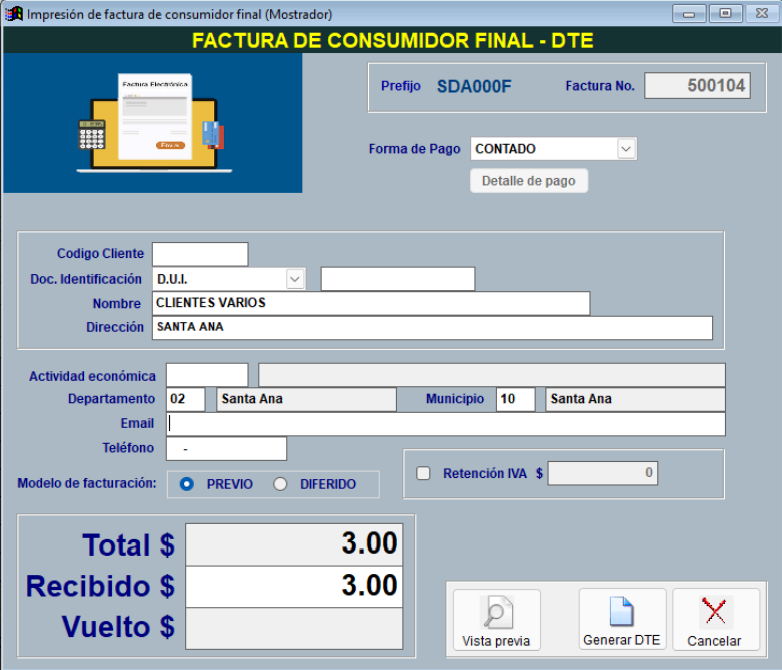 Impresión de factura de consumidor final (Mostrador)
FACTURA DE CONSUMIDOR FINAL - DTE
Factura Electrónica
Enviar
Prefijo SDA000F Factura No. 500104
Forma de Pago CONTADO
Detalle de pago
Codigo Cliente
Doc. Identificación D.U.I.
Nombre CLIENTES VARIOS
Dirección SANTA ANA
Actividad económica
Departamento 02 Santa Ana Municipio 10 Santa Ana
Email
Teléfono -
Modelo de facturación: PREVIO DIFERIDO
Retención IVA $ 0
Total $ 3.00
Recibido $ 3.00
Vuelto $
Vista previa Generar DTE Cancelar